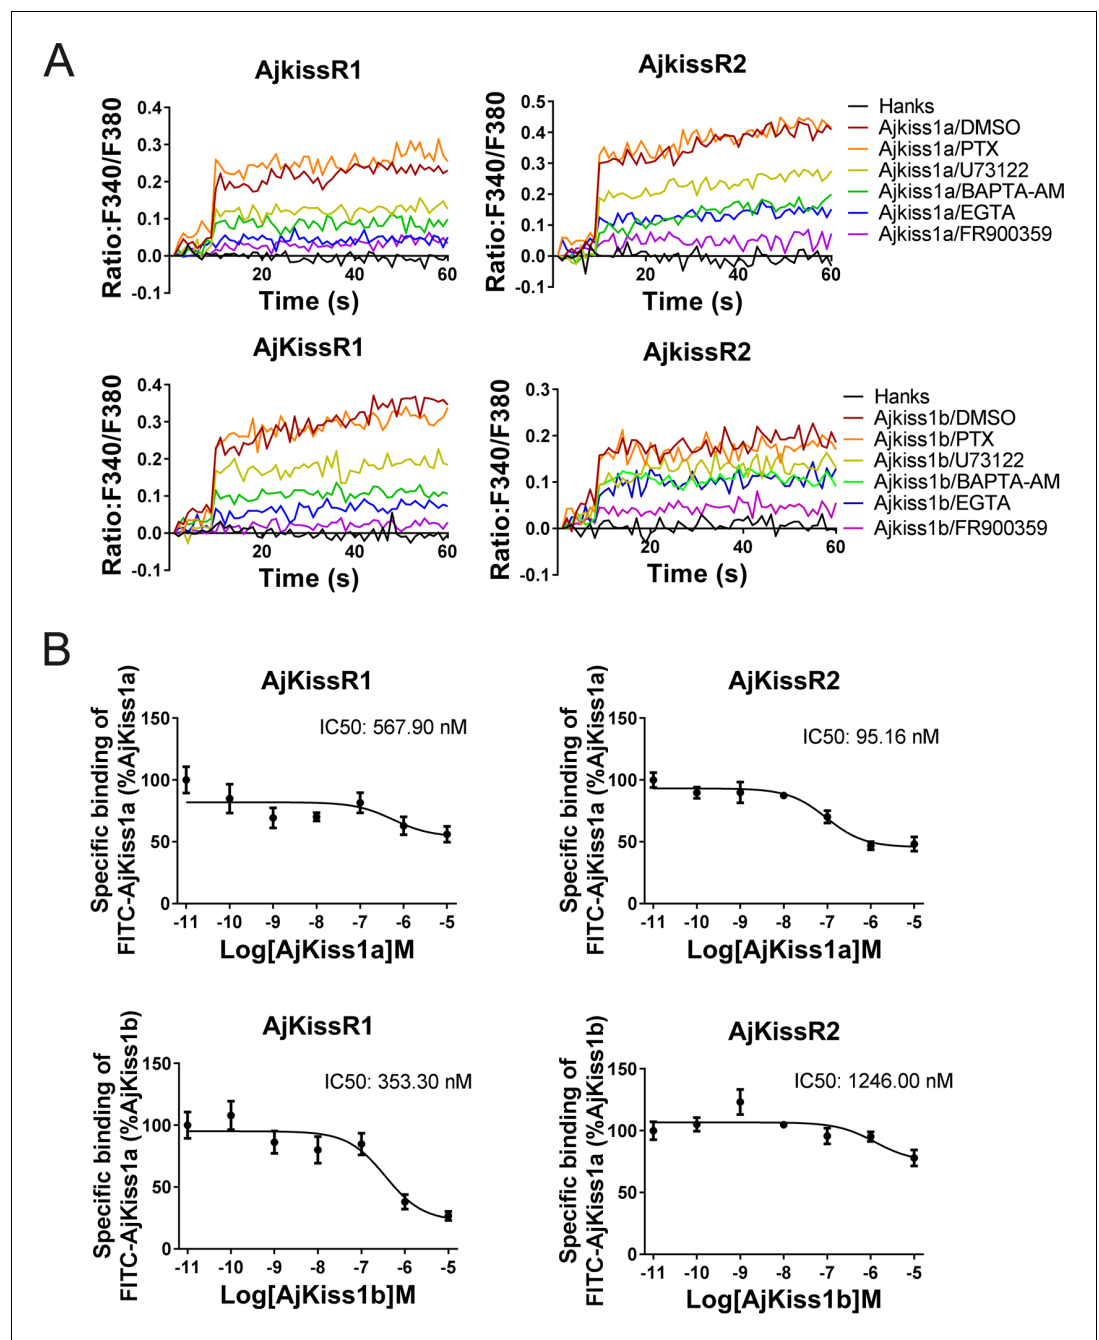 A
AjkissR1
Ratio:F340/F380
0.4
0.3
0.2
0.1
0.0
-0.1
20
40
60
Time (s)
AjkissR2
Ratio:F340/F380
0.5
0.4
0.3
0.2
0.1
0.0
-0.1
20
40
60
Time (s)
Hanks
Ajkiss1a/DMSO
Ajkiss1a/PTX
Ajkiss1a/U73122
Ajkiss1a/BAPTA-AM
Ajkiss1a/EGTA
Ajkiss1a/FR900359
AjKissR1
Ratio:F340/F380
0.4
0.3
0.2
0.1
0.0
-0.1
20
40
60
Time (s)
AjkissR2
Ratio:F340/F380
0.3
0.2
0.1
0.0
-0.1
20
40
60
Time (s)
Hanks
Ajkiss1b/DMSO
Ajkiss1b/PTX
Ajkiss1b/U73122
Ajkiss1b/BAPTA-AM
Ajkiss1b/EGTA
Ajkiss1b/FR900359
B
AjKissR1
IC50: 567.90 nM
Specific binding of
FITC-AjKiss1a (%AjKiss1a)
150
100
50
0
-11 -10 -9 -8 -7 -6 -5
Log[AjKiss1a]M
AjKissR2
IC50: 95.16 nM
Specific binding of
FITC-AjKiss1a (%AjKiss1a)
150
100
50
0
-11 -10 -9 -8 -7 -6 -5
Log[AjKiss1a]M
AjKissR1
IC50: 353.30 nM
Specific binding of
FITC-AjKiss1a (%AjKiss1b)
150
100
50
0
-11 -10 -9 -8 -7 -6 -5
Log[AjKiss1b]M
AjKissR2
IC50: 1246.00 nM
Specific binding of
FITC-AjKiss1a (%AjKiss1b)
150
100
50
0
-11 -10 -9 -8 -7 -6 -5
Log[AjKiss1b]M